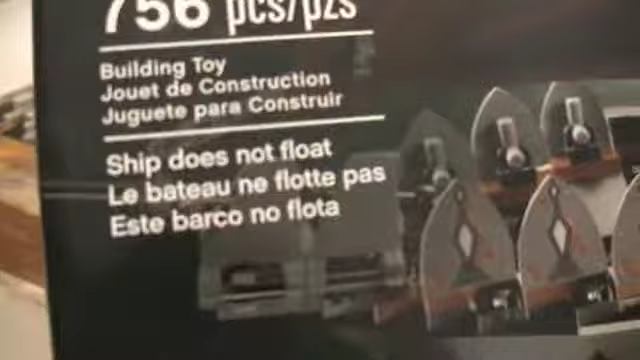 756 pcs/pzs
Building Toy
Jouet de Construction
Juguete para Construir
Ship does not float
Le bateau ne flotte pas
Este barco no flota